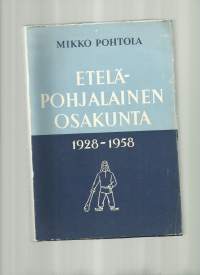 MIKKO POHTOLA
ETELÄ-
POHJALAINEN
OSAKUNTA
1928-1958